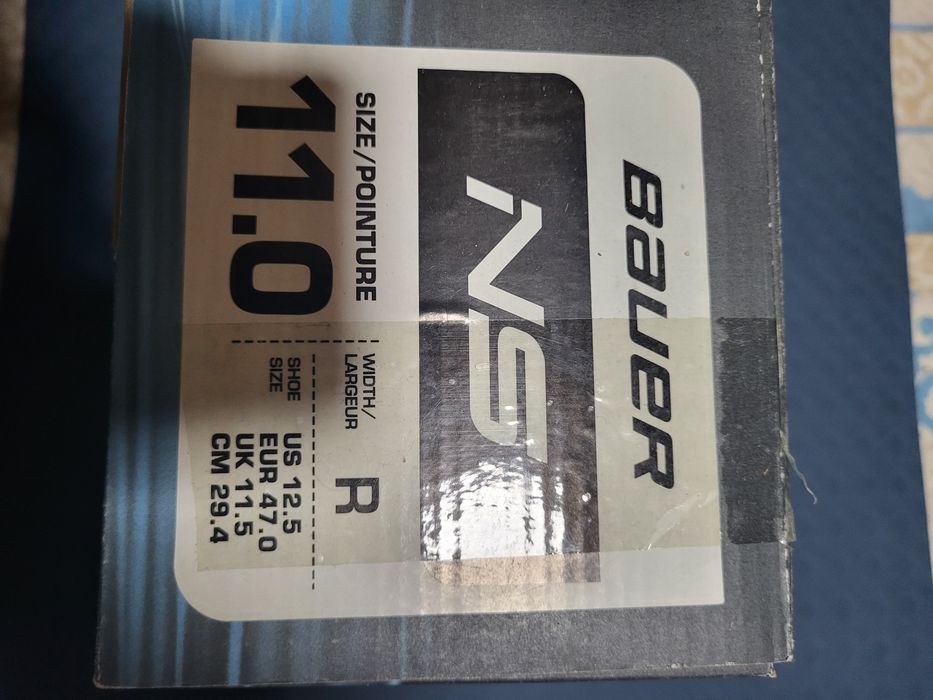 BAUER
NS
SIZE/POINTURE
11.0
WIDTH/
LARGEUR
R
SHOE
SIZE
US 12.5
EUR 47.0
UK 11.5
CM 29.4